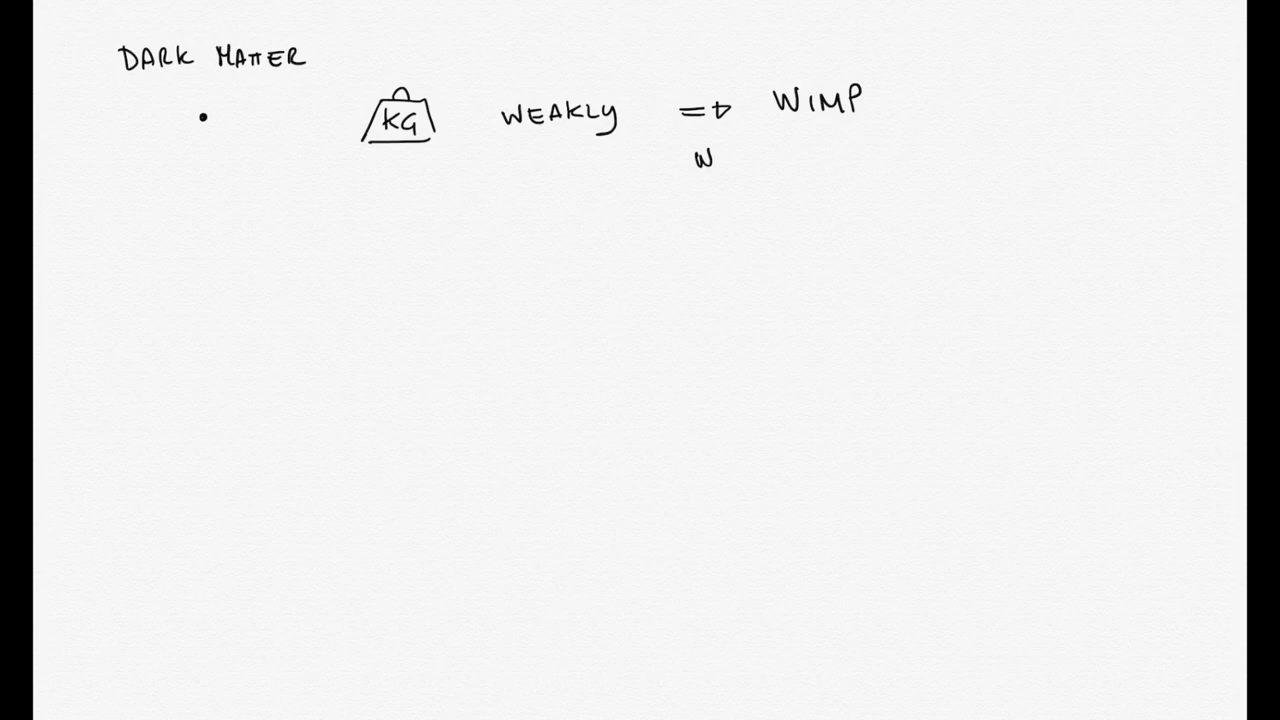 DARK MATTER
• KG WEAKLY => WIMP
W